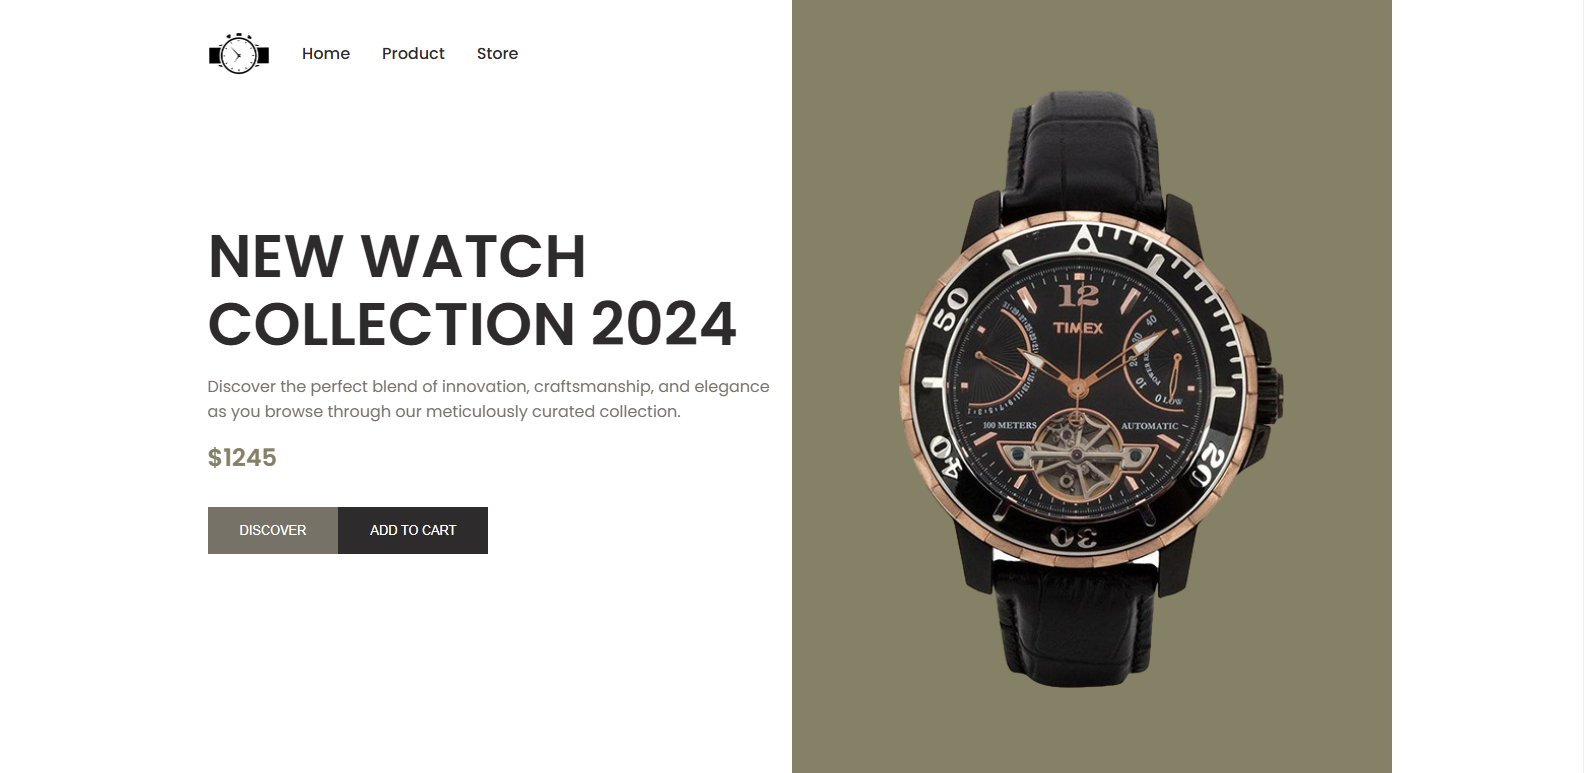 Home Product Store
NEW WATCH
COLLECTION 2024
Discover the perfect blend of innovation, craftsmanship, and elegance
as you browse through our meticulously curated collection.
$1245
DISCOVER ADD TO CART
12
TIMEX
50
40
30
20
10
0 LOW
100 METERS AUTOMATIC
40
20
30